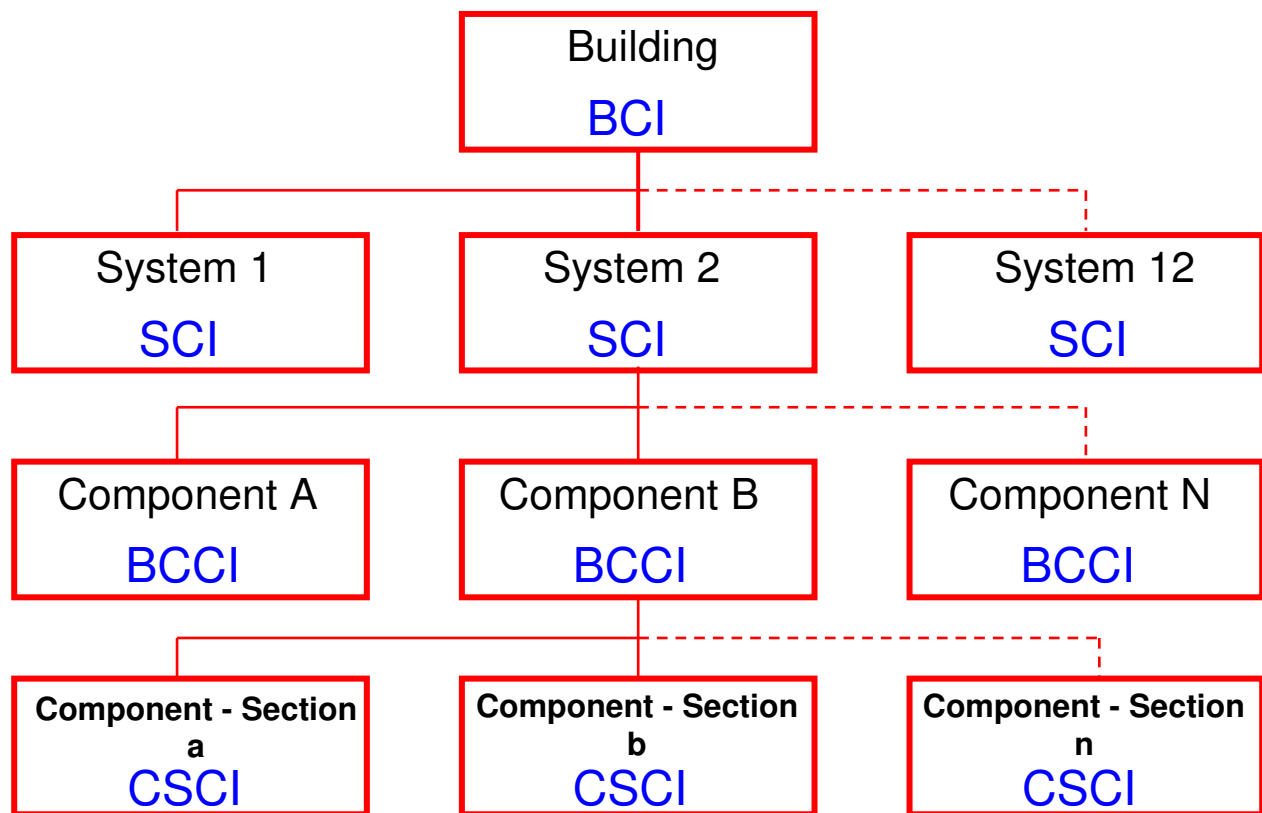 Building
BCI
System 1
SCI
System 2
SCI
System 12
SCI
Component A
BCCI
Component B
BCCI
Component N
BCCI
Component - Section
a
CSCI
Component - Section
b
CSCI
Component - Section
n
CSCI